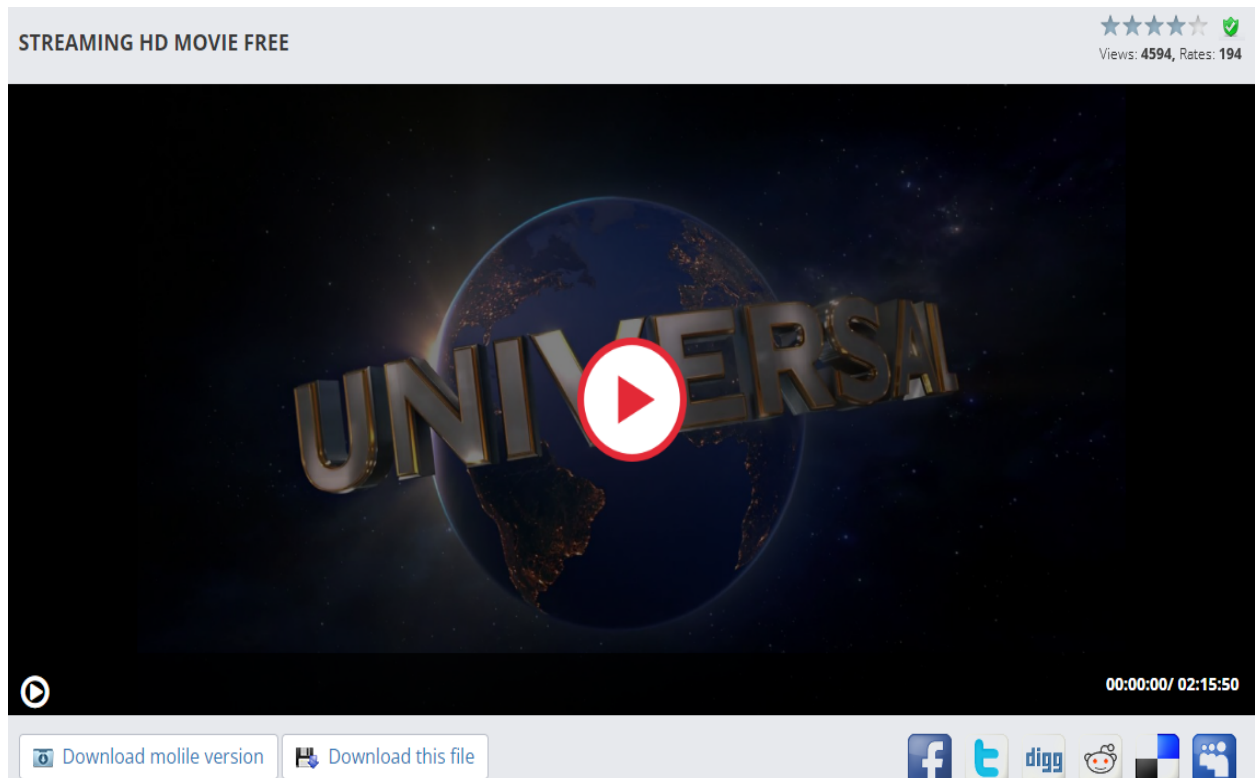 STREAMING HD MOVIE FREE
Views: 4594, Rates: 194
UNIVERSAL
00:00:00/ 02:15:50
Download molile version
Download this file
digg